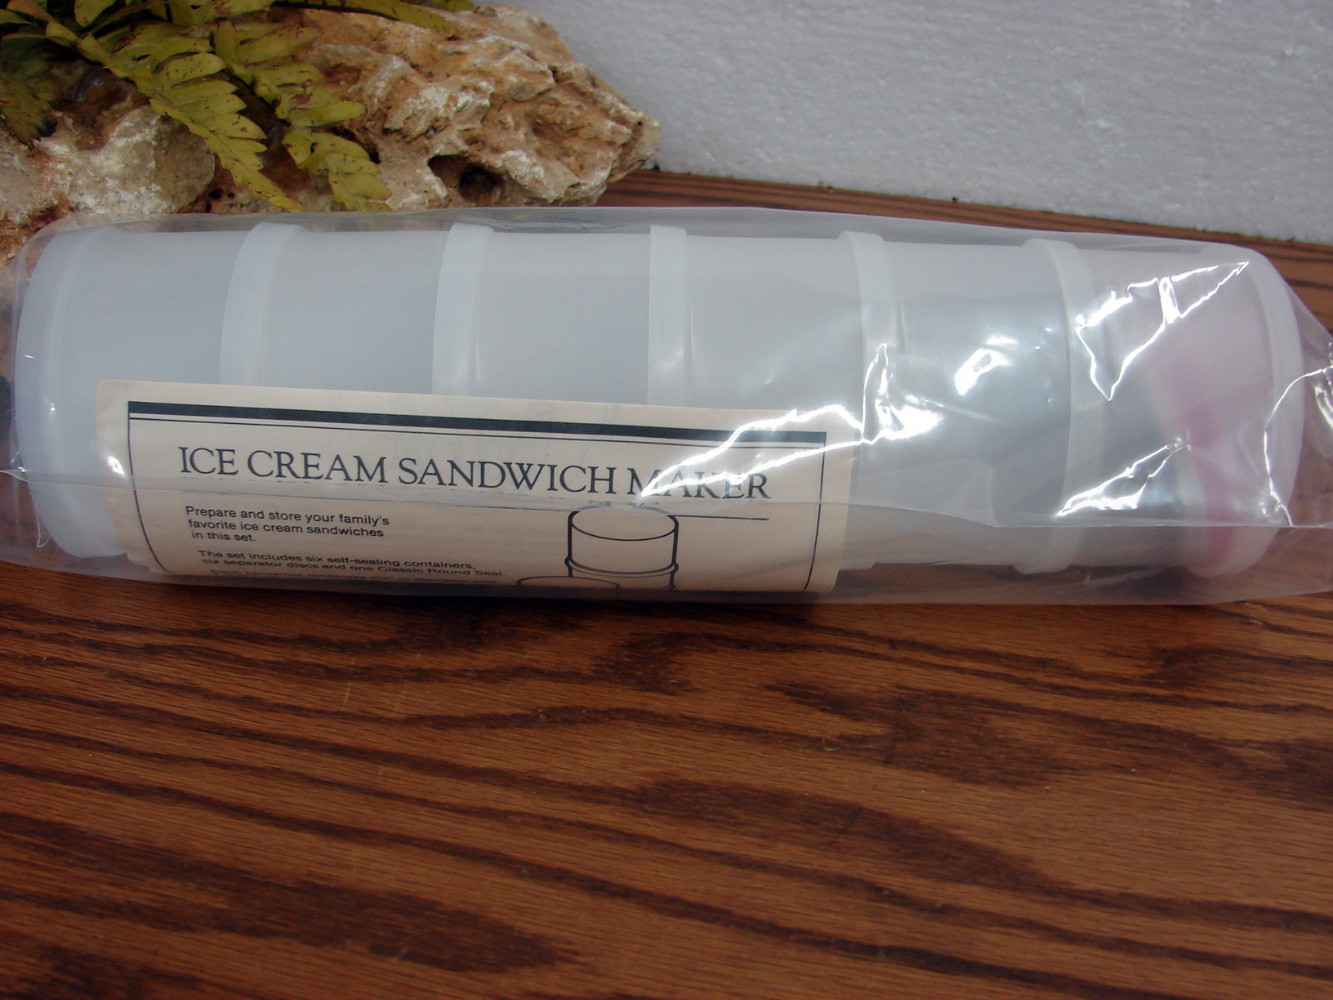 ICE CREAM SANDWICH MAKER
Prepare and store your family's
favorite ice cream sandwiches
in this set.
The set includes six self-sealing containers,
six separator discs and one Classic Round Seal